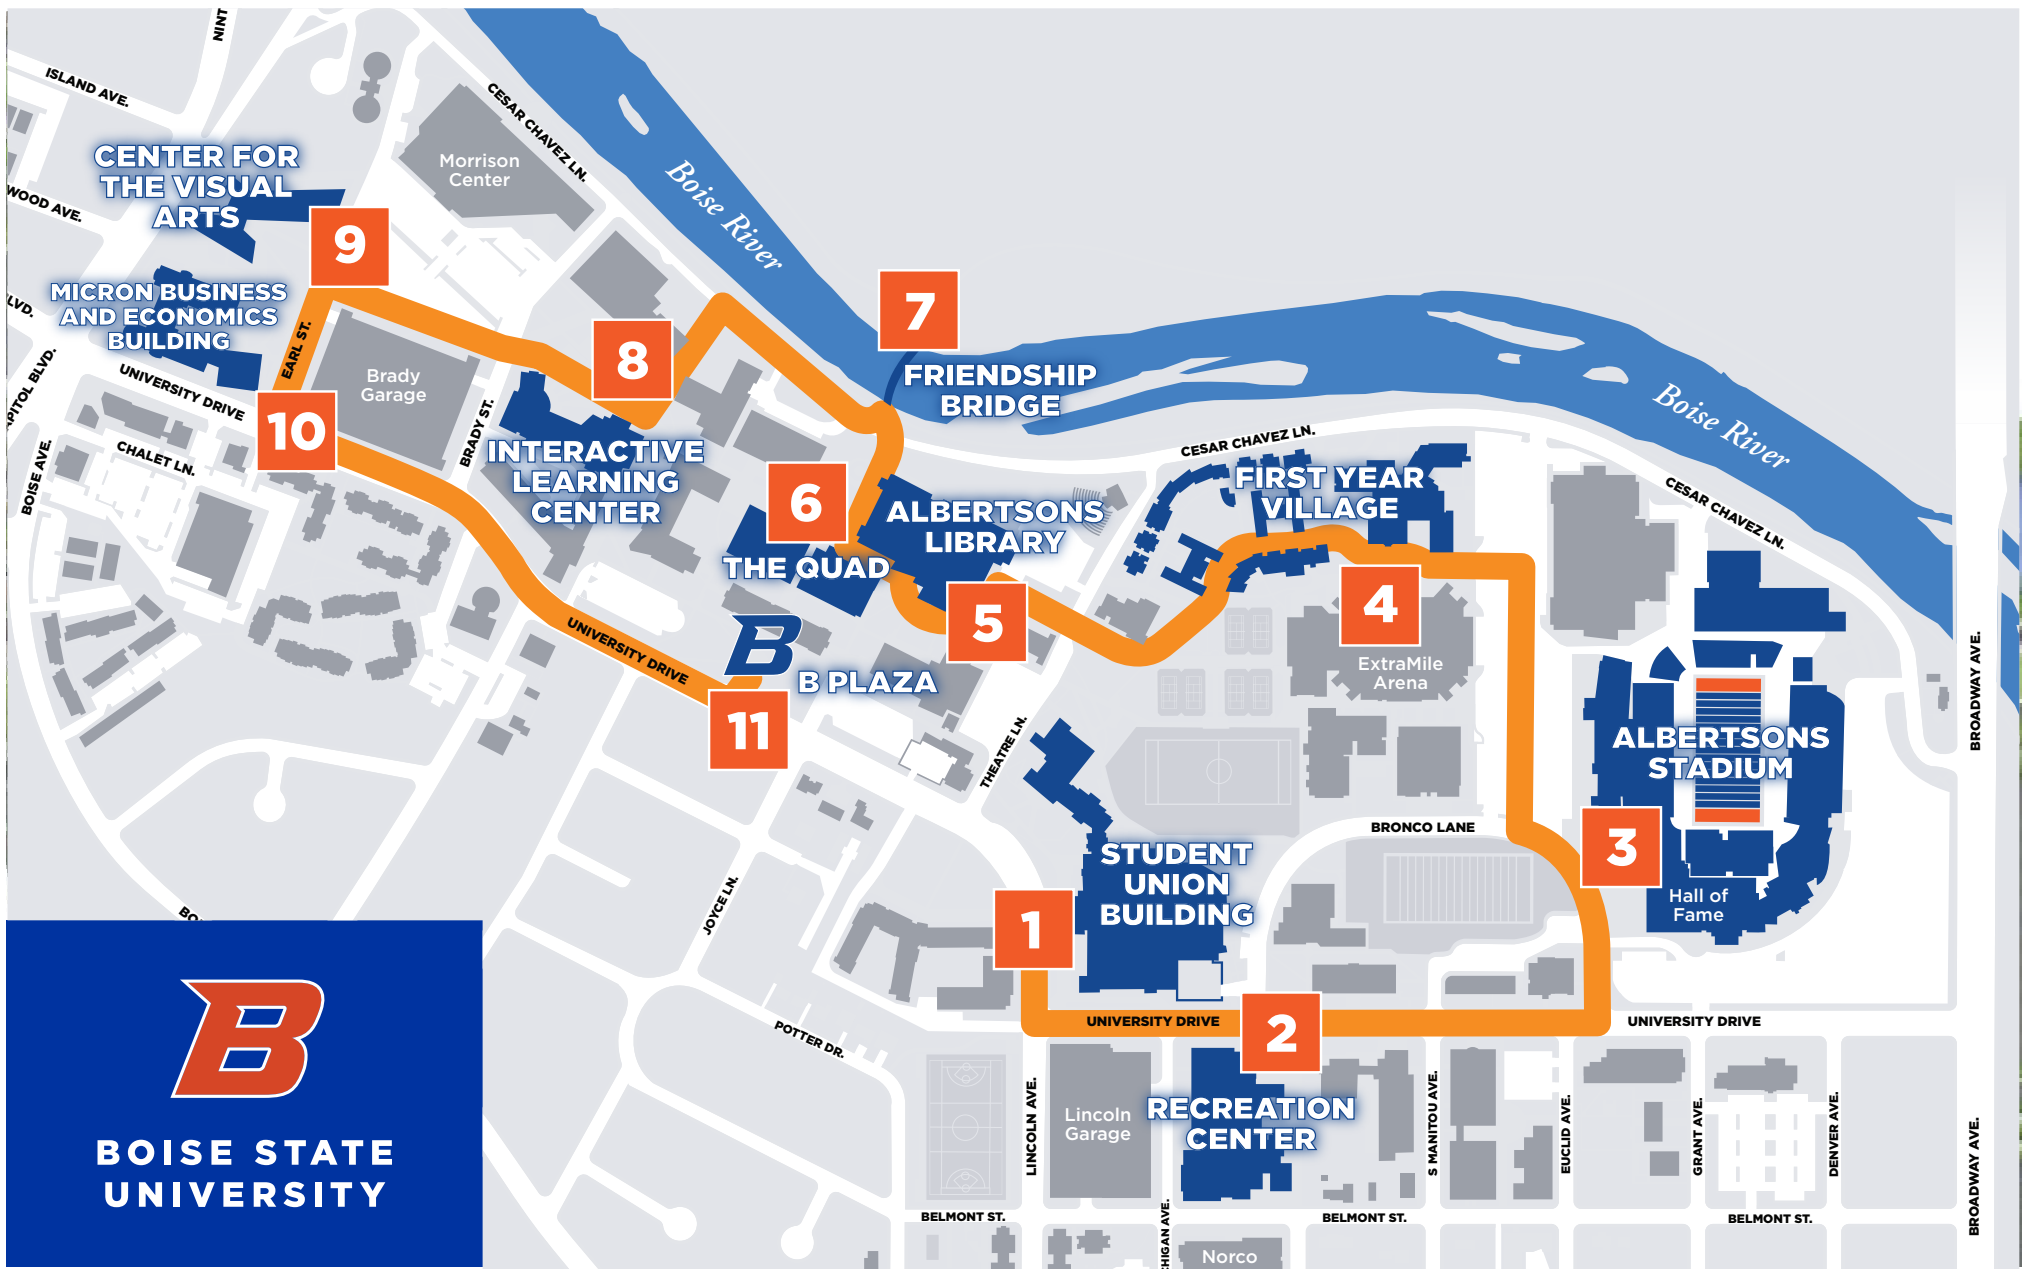 NINT
ISLAND AVE.
WOOD AVE.
CESAR CHAVEZ LN.
Morrison
Center
Boise River
CENTER FOR
THE VISUAL
ARTS
9
MICRON BUSINESS
AND ECONOMICS
BUILDING
LVD.
EARL ST.
Brady
Garage
8
7
FRIENDSHIP
BRIDGE
Boise River
UNIVERSITY DRIVE
APITOL BLVD.
10
BRADY ST.
CHALET LN.
BOISE AVE.
INTERACTIVE
LEARNING
CENTER
6
THE QUAD
ALBERTSONS
LIBRARY
CESAR CHAVEZ LN.
FIRST YEAR
VILLAGE
CESAR CHAVEZ LN.
5
4
ExtraMile
Arena
UNIVERSITY DRIVE
B
B PLAZA
11
THEATRE LN.
BROADWAY AVE.
ALBERTSONS
STADIUM
BRONCO LANE
3
Hall of
Fame
STUDENT
UNION
BUILDING
1
JOYCE LN.
BO
UNIVERSITY DRIVE
2
UNIVERSITY DRIVE
POTTER DR.
LINCOLN AVE.
Lincoln
Garage
RECREATION
CENTER
S MANITOU AVE.
EUCLID AVE.
GRANT AVE.
DENVER AVE.
BROADWAY AVE.
BELMONT ST.
BELMONT ST.
BELMONT ST.
HIGAN AVE.
Norco
B
BOISE STATE
UNIVERSITY